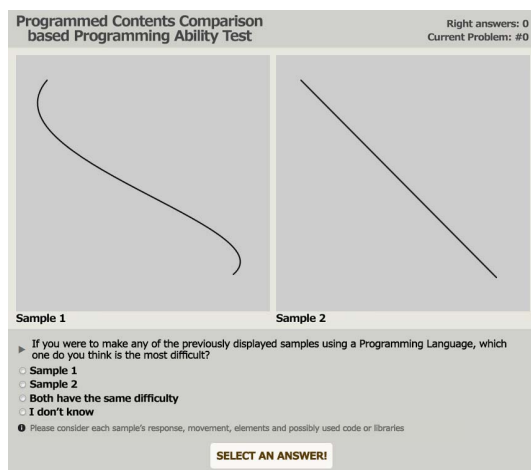 Programmed Contents Comparison
based Programming Ability Test
Right answers: 0
Current Problem: #0
Sample 1
Sample 2
If you were to make any of the previously displayed samples using a Programming Language, which
one do you think is the most difficult?
Sample 1
Sample 2
Both have the same difficulty
I don't know
Please consider each sample's response, movement, elements and possibly used code or libraries
SELECT AN ANSWER!